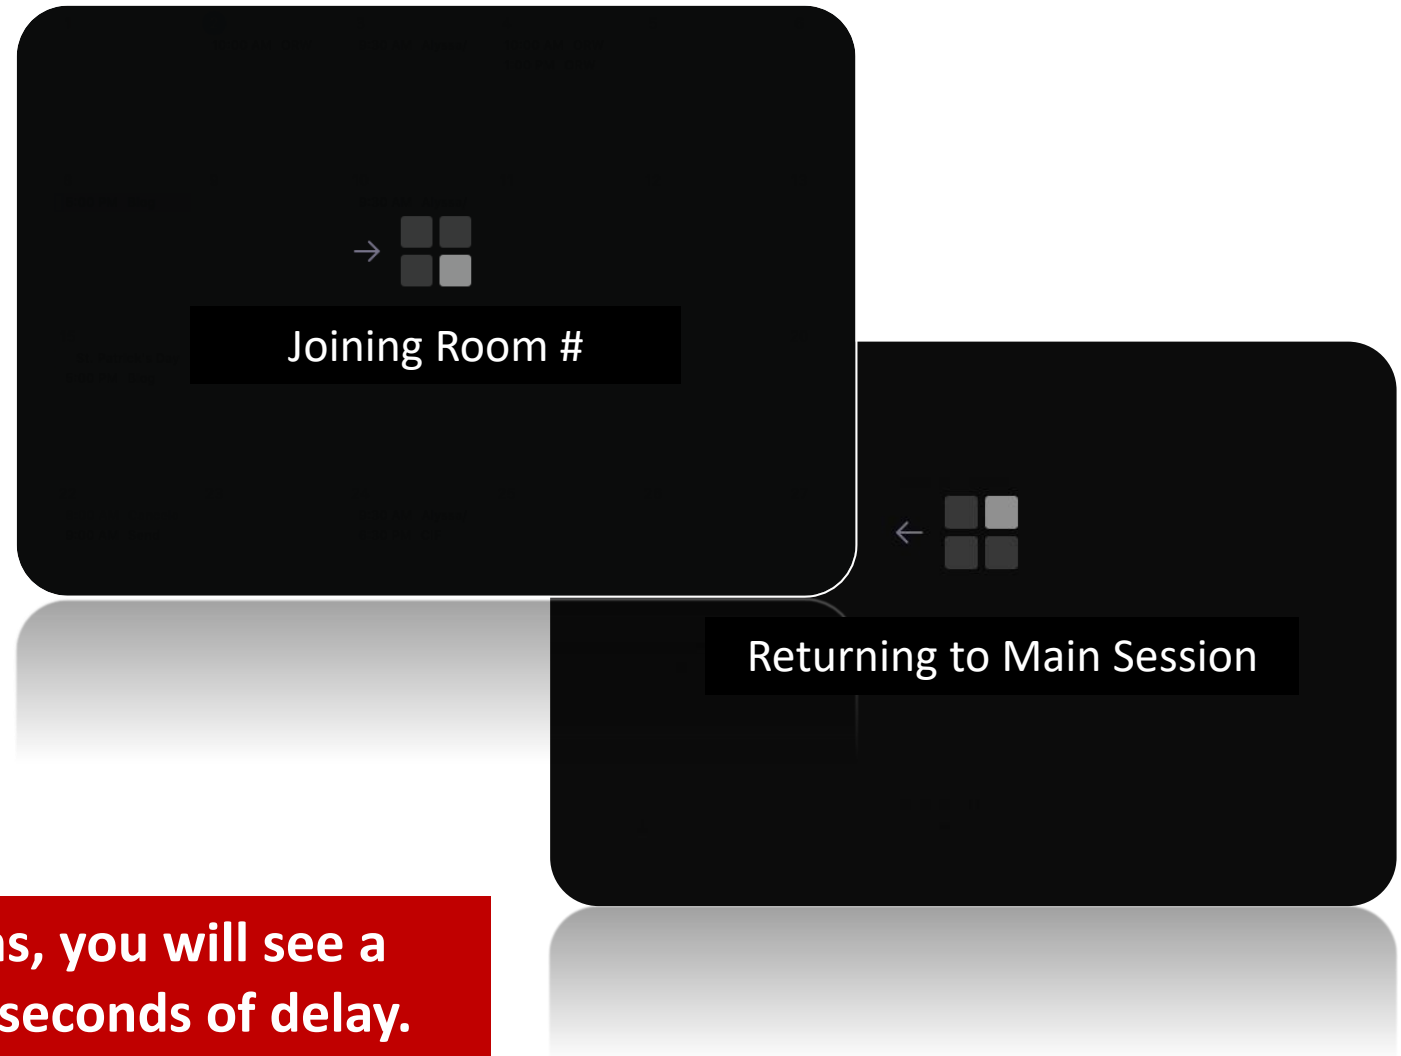 Joining Room #
Returning to Main Session
you will see a
seconds of delay.